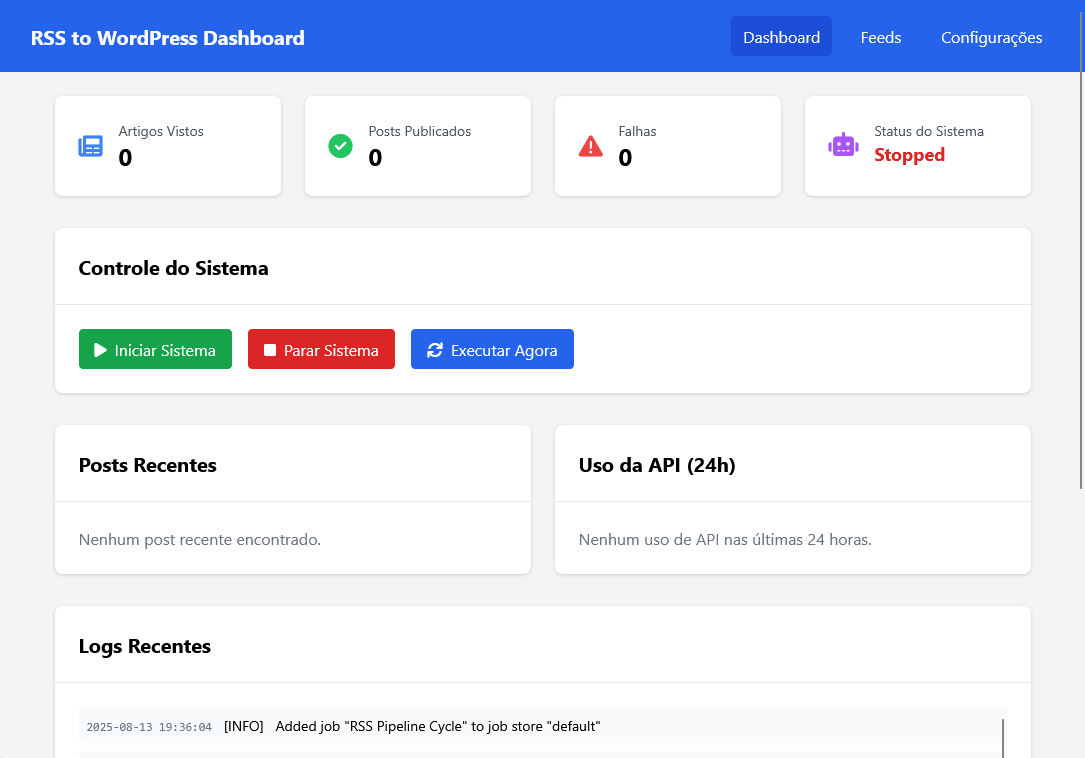 RSS to WordPress Dashboard
Dashboard
Feeds
Configurações
Artigos Vistos
0
Posts Publicados
0
Falhas
0
Status do Sistema
Stopped
Controle do Sistema
Iniciar Sistema
Parar Sistema
Executar Agora
Posts Recentes
Nenhum post recente encontrado.
Uso da API (24h)
Nenhum uso de API nas últimas 24 horas.
Logs Recentes
2025-08-13 19:36:04 [INFO] Added job "RSS Pipeline Cycle" to job store "default"